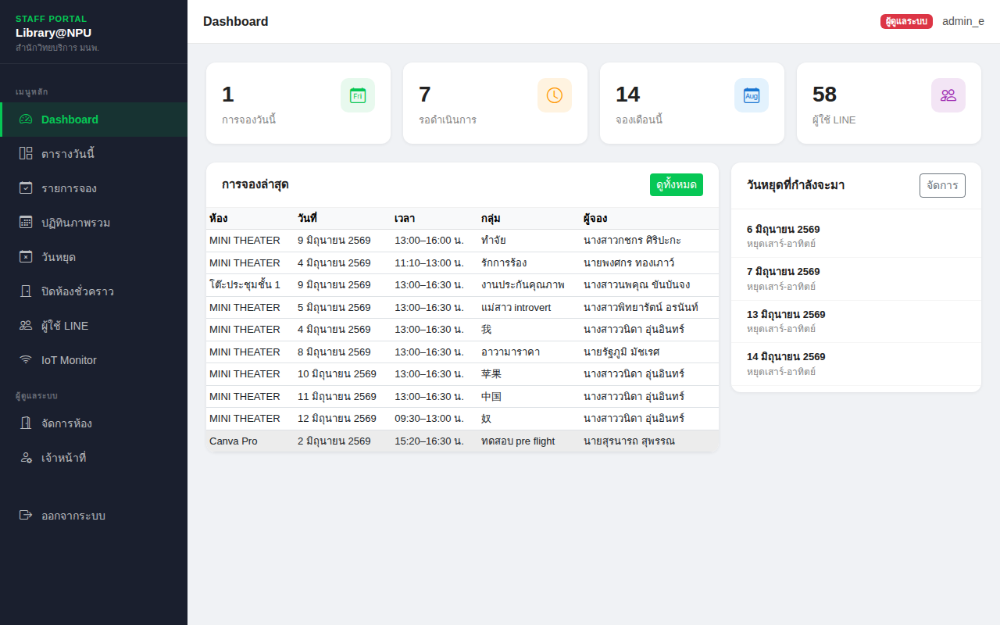 STAFF PORTAL
Library@NPU
สำนักวิทยบริการ มนพ.
เมนูหลัก
Dashboard
ตารางวันนี้
รายการจอง
ปฏิทินภาพรวม
วันหยุด
ปิดห้องชั่วคราว
ผู้ใช้ LINE
IoT Monitor
ผู้ดูแลระบบ
จัดการห้อง
เจ้าหน้าที่
ออกจากระบบ
Dashboard
ผู้ดูแลระบบ admin_e
1
การจองวันนี้
Fri
7
รอดำเนินการ
14
จองเดือนนี้
Aug
58
ผู้ใช้ LINE
การจองล่าสุด ดูทั้งหมด
ห้อง วันที่ เวลา กลุ่ม ผู้จอง
MINI THEATER 9 มิถุนายน 2569 13:00–16:00 น. ทำจัย นางสาวกชกร ศิริปะกะ
MINI THEATER 4 มิถุนายน 2569 11:10–13:00 น. รักการร้อง นายพงศกร ทองเภาว์
โต๊ะประชุมชั้น 1 9 มิถุนายน 2569 13:00–16:30 น. งานประกันคุณภาพ นางสาวนพคุณ ขันบันจง
MINI THEATER 5 มิถุนายน 2569 13:00–16:30 น. แม่สาว introvert นางสาวพิทยารัตน์ อรนันท์
MINI THEATER 4 มิถุนายน 2569 13:00–16:30 น. 我 นางสาววนิดา อุ่นอินทร์
MINI THEATER 8 มิถุนายน 2569 13:00–16:30 น. อาวามาราคา นายรัฐภูมิ มัชเรศ
MINI THEATER 10 มิถุนายน 2569 13:00–16:30 น. 苹果 นางสาววนิดา อุ่นอินทร์
MINI THEATER 11 มิถุนายน 2569 13:00–16:30 น. 中国 นางสาววนิดา อุ่นอินทร์
MINI THEATER 12 มิถุนายน 2569 09:30–13:00 น. 奴 นางสาววนิดา อุ่นอินทร์
Canva Pro 2 มิถุนายน 2569 15:20–16:30 น. ทดสอบ pre flight นายสุรนารถ สุพรรณ
วันหยุดที่กำลังจะมา จัดการ
6 มิถุนายน 2569
หยุดเสาร์-อาทิตย์
7 มิถุนายน 2569
หยุดเสาร์-อาทิตย์
13 มิถุนายน 2569
หยุดเสาร์-อาทิตย์
14 มิถุนายน 2569
หยุดเสาร์-อาทิตย์